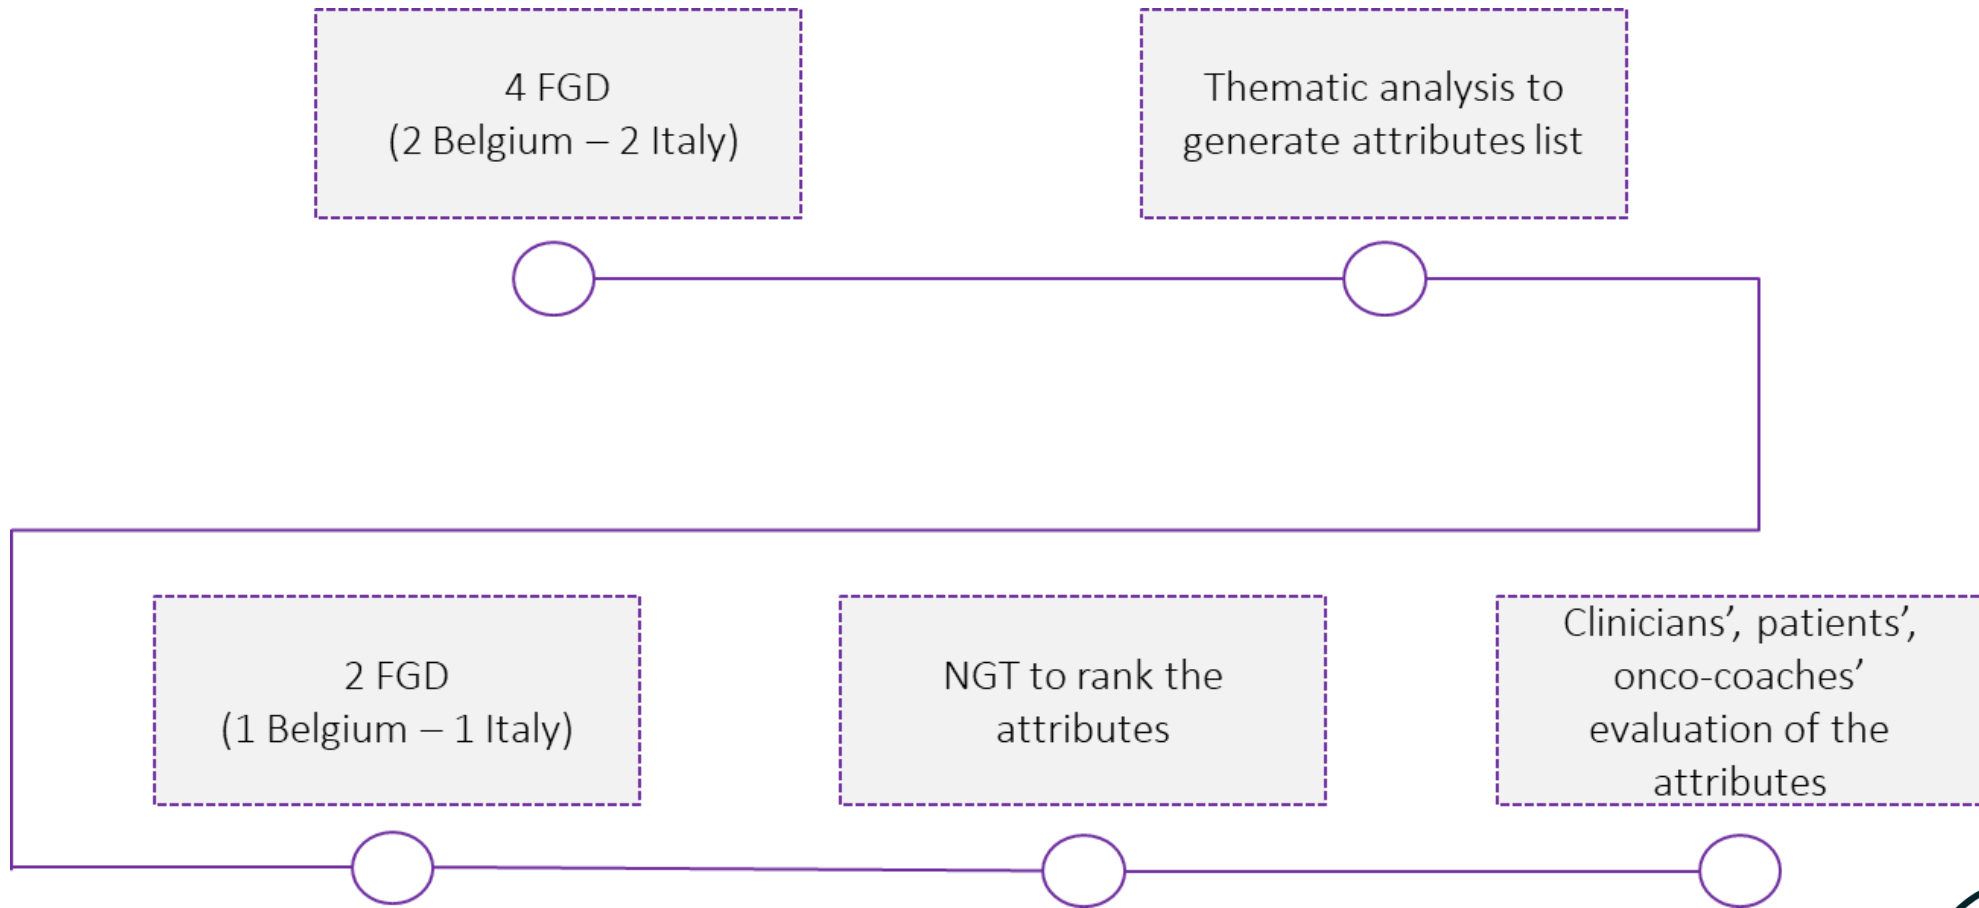 4 FGD
(2 Belgium – 2 Italy)
Thematic analysis to
generate attributes list
2 FGD
(1 Belgium – 1 Italy)
NGT to rank the
attributes
Clinicians’, patients’,
onco-coaches’
evaluation of the
attributes